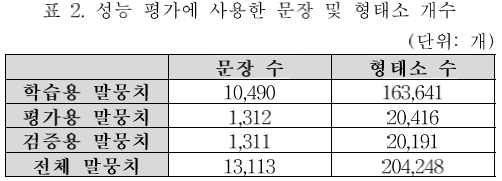 표 2. 성능 평가에 사용한 문장 및 형태소 개수
(단위: 개)
문장 수 형태소 수
학습용 말뭉치 10,490 163,641
평가용 말뭉치 1,312 20,416
검증용 말뭉치 1,311 20,191
전체 말뭉치 13,113 204,248